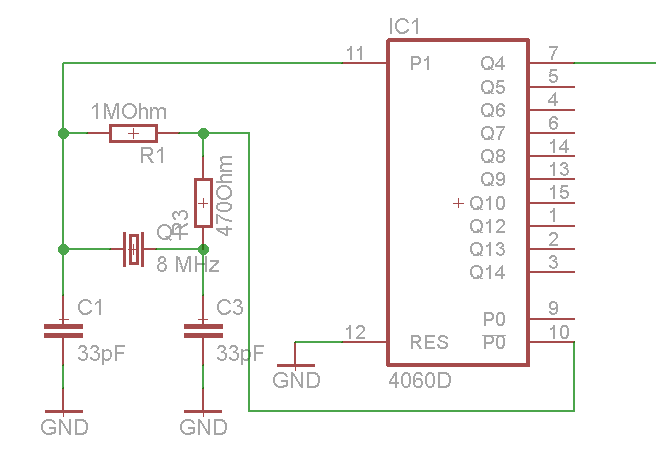 IC1
11
P1
Q4
7
Q5
5
Q6
4
1MOhm
Q7
6
R1
Q8
14
470Ohm
Q9
13
R3
Q10
15
Q12
1
8 MHz
Q13
2
Q14
3
C1
C3
P0
9
33pF
33pF
12
RES
P0
10
GND
4060D
GND
GND